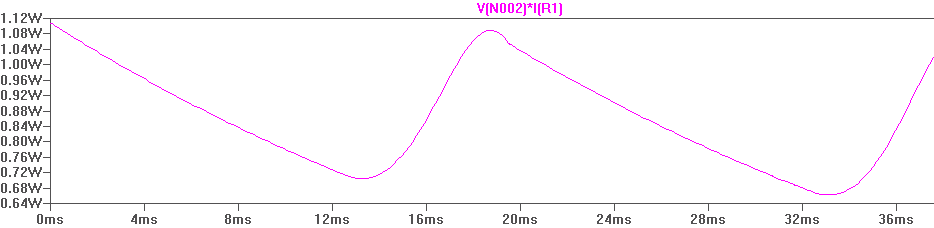 V(N002)*I(R1)
1.12W
1.08W
1.04W
1.00W
0.96W
0.92W
0.88W
0.84W
0.80W
0.76W
0.72W
0.68W
0.64W
0ms 4ms 8ms 12ms 16ms 20ms 24ms 28ms 32ms 36ms